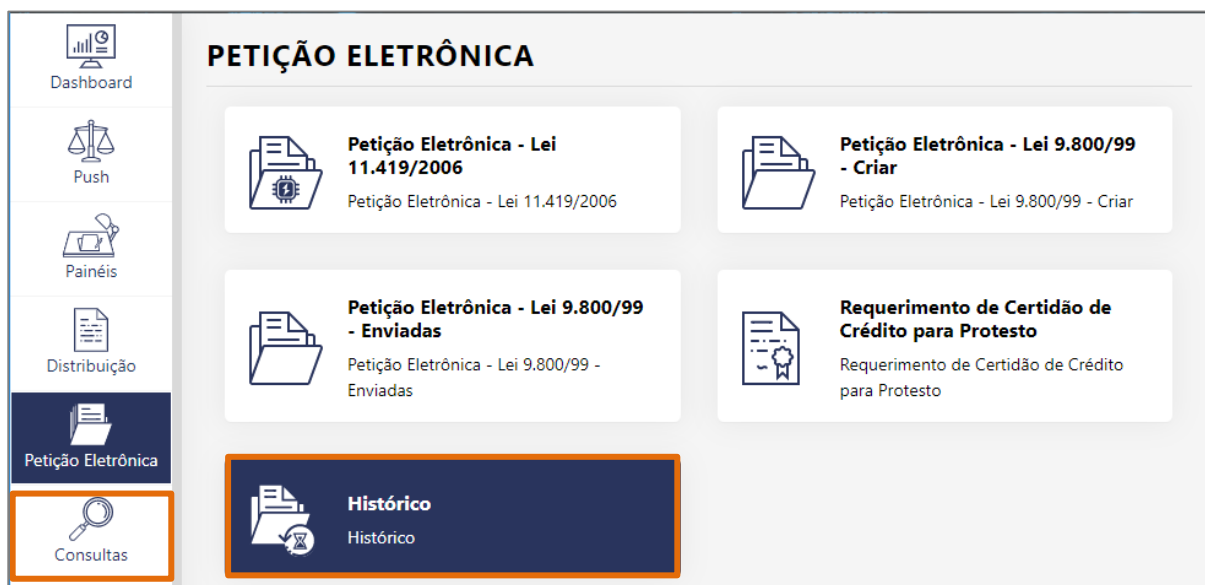 Dashboard
Push
Painéis
Distribuição
Petição Eletrônica
Consultas
PETIÇÃO ELETRÔNICA
Petição Eletrônica - Lei
11.419/2006
Petição Eletrônica - Lei 11.419/2006
Petição Eletrônica - Lei 9.800/99
- Criar
Petição Eletrônica - Lei 9.800/99 - Criar
Petição Eletrônica - Lei 9.800/99
- Enviadas
Petição Eletrônica - Lei 9.800/99 -
Enviadas
Requerimento de Certidão de
Crédito para Protesto
Requerimento de Certidão de Crédito
para Protesto
Histórico
Histórico